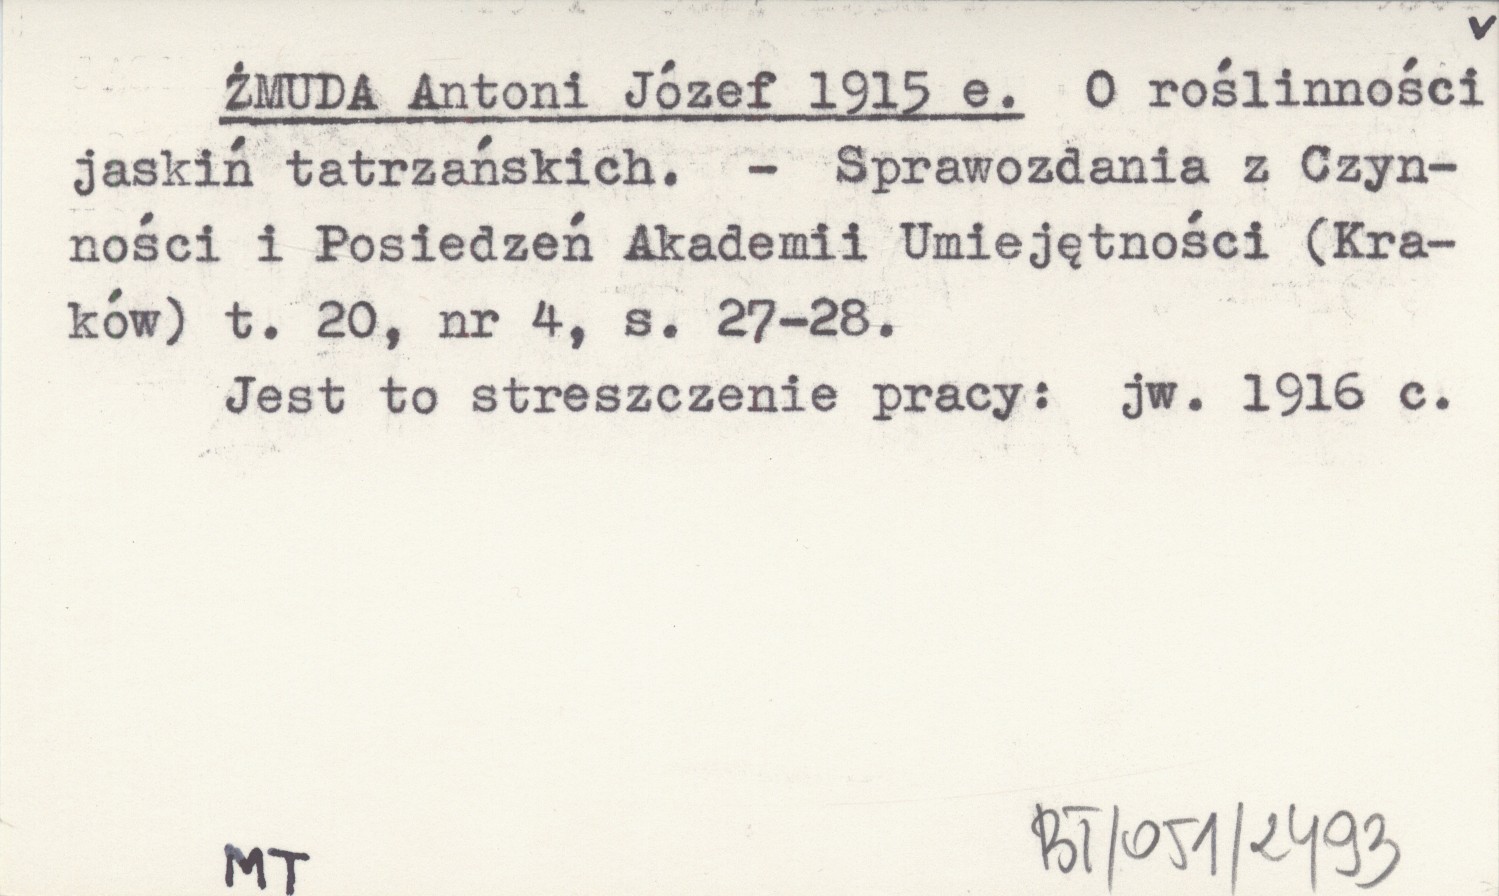 v
ŻMUDA Antoni Józef 1915 e. O roślinności
jaskiń tatrzańskich. - Sprawozdania z Czyn-
ności i Posiedzeń Akademii Umiejętności (Kra-
ków) t. 20, nr 4, s. 27-28.
Jest to streszczenie pracy: jw. 1916 c.
MT
BT/051/2493